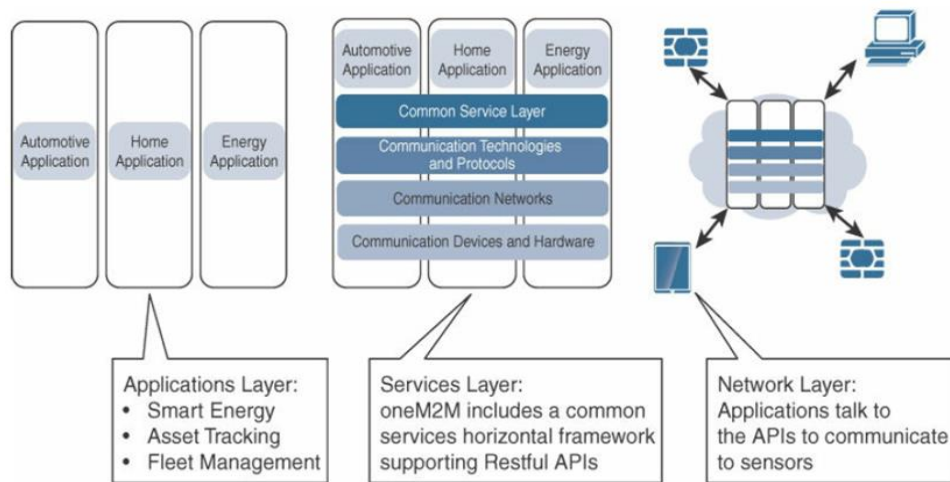 Automotive
Application
Home
Application
Energy
Application
Automotive
Application
Home
Application
Energy
Application
Common Service Layer
Communication Technologies
and Protocols
Communication Networks
Communication Devices and Hardware
Applications Layer:
• Smart Energy
• Asset Tracking
• Fleet Management
Services Layer:
oneM2M includes a common
services horizontal framework
supporting Restful APIs
Network Layer:
Applications talk to
the APIs to communicate
to sensors